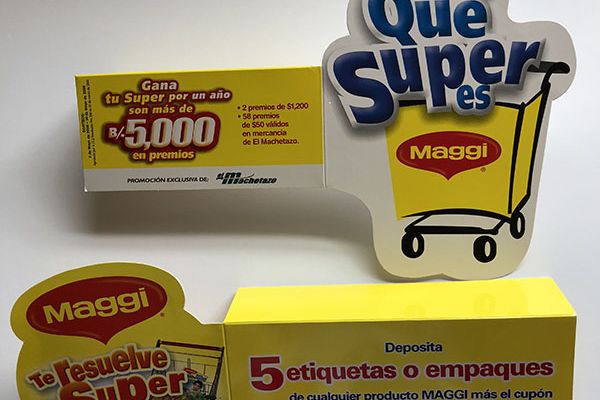 Que
Super
es
Maggi
Gana
tu Super por un año
son más de
B/. 5,000
en premios
• 2 premios de $1,200
• 58 premios
de $50 válidos
en mercancía
de El Machetazo.
PROMOCIÓN EXCLUSIVA DE: el machetazo
Maggi
Te resuelve
Super
Deposita
5 etiquetas o empaques
de cualquier producto MAGGI más el cupón